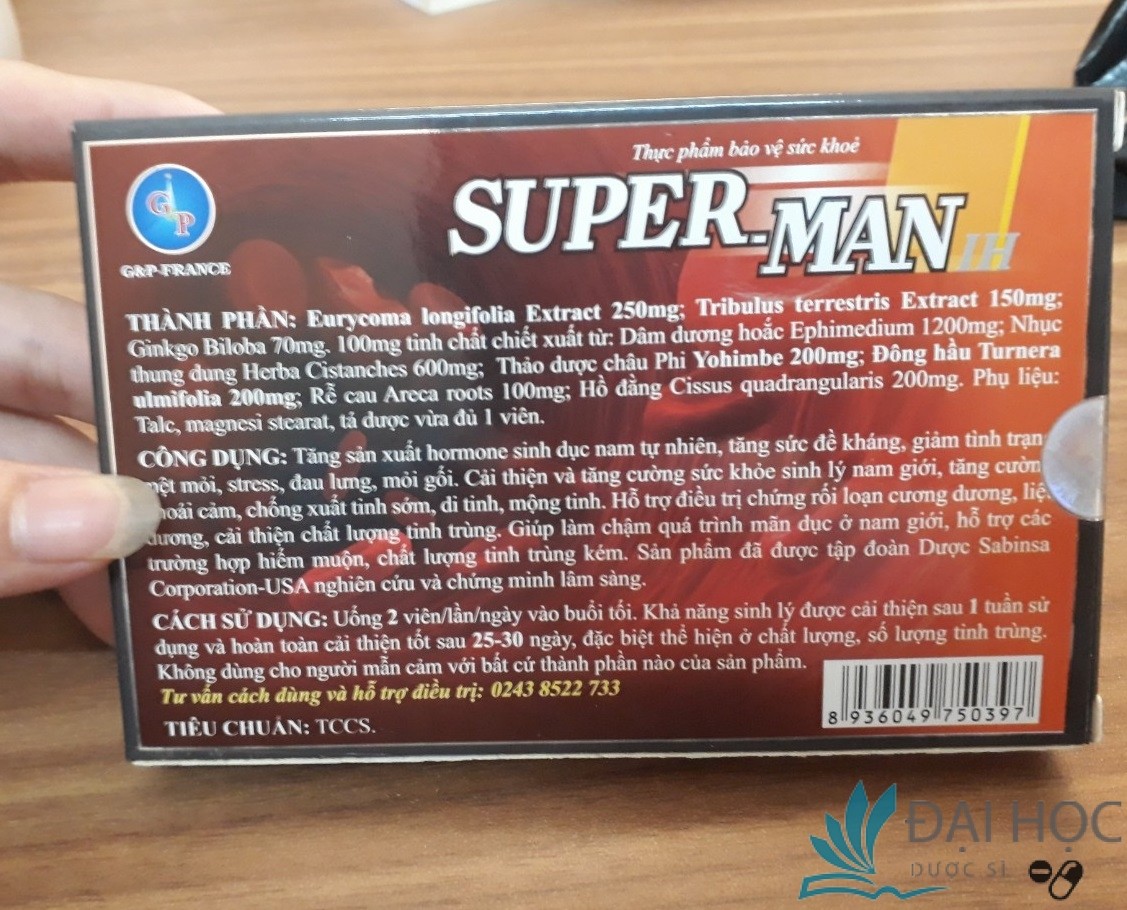 Thực phẩm bảo vệ sức khoẻ
SUPER-MAN IH
G&P
G&P-FRANCE
THÀNH PHẦN: Eurycoma longifolia Extract 250mg; Tribulus terrestris Extract 150mg;
Ginkgo Biloba 70mg. 100mg tinh chất chiết xuất từ: Dâm dương hoắc Ephimedium 1200mg; Nhục
thung dung Herba Cistanches 600mg; Thảo dược châu Phi Yohimbe 200mg; Đông hầu Turnera
ulmifolia 200mg; Rễ cau Areca roots 100mg; Hồ đằng Cissus quadrangularis 200mg. Phụ liệu:
Talc, magnesi stearat, tá dược vừa đủ 1 viên.
CÔNG DỤNG: Tăng sản xuất hormone sinh dục nam tự nhiên, tăng sức đề kháng, giảm tình trạn
mỏi, stress, đau lưng, mỏi gối. Cải thiện và tăng cường sức khỏe sinh lý nam giới, tăng cườn
cảm, chống xuất tinh sớm, di tinh, mộng tinh. Hỗ trợ điều trị chứng rối loạn cương dương, liệ
dương, cải thiện chất lượng tinh trùng. Giúp làm chậm quá trình mãn dục ở nam giới, hỗ trợ các
trường hợp hiếm muộn, chất lượng tinh trùng kém. Sản phẩm đã được tập đoàn Dược Sabinsa
Corporation-USA nghiên cứu và chứng minh lâm sàng.
CÁCH SỬ DỤNG: Uống 2 viên/lần/ngày vào buổi tối. Khả năng sinh lý được cải thiện sau 1 tuần sử
dụng và hoàn toàn cải thiện tốt sau 25-30 ngày, đặc biệt thể hiện ở chất lượng, số lượng tinh trùng.
Không dùng cho người mẫn cảm với bất cứ thành phần nào của sản phẩm.
Tư vấn cách dùng và hỗ trợ điều trị: 0243 8522 733
TIÊU CHUẨN: TCCS.
8 936049 750397
ĐẠI HỌC
DƯỢC SĨ